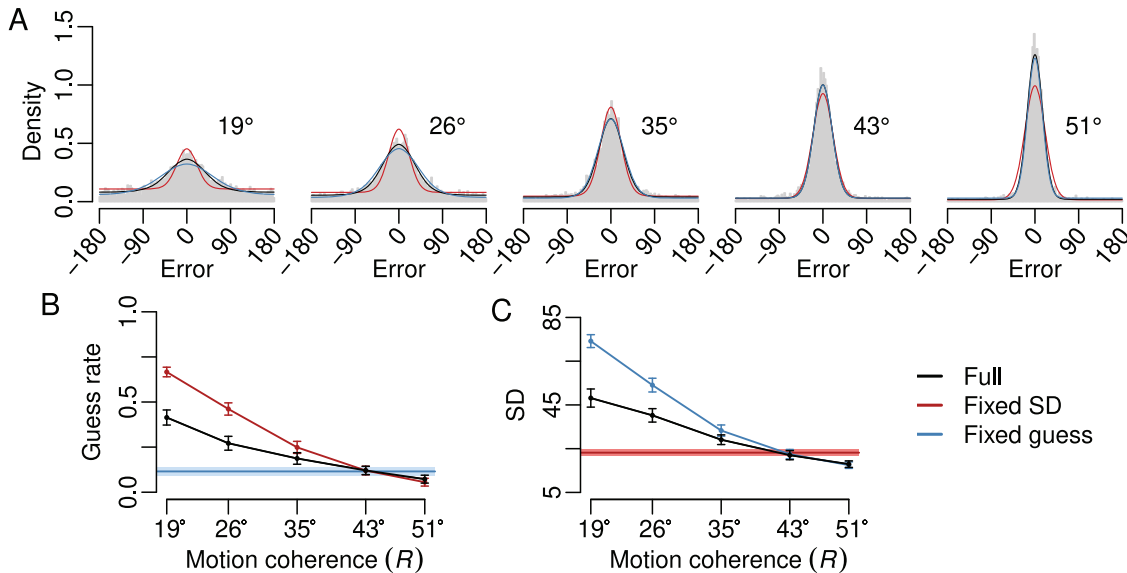 A
Density
1.5
1.0
0.5
0.0
19° 26° 35° 43° 51°
−180 −90 0 90 180 −180 −90 0 90 180 −180 −90 0 90 180 −180 −90 0 90 180 −180 −90 0 90 180
Error Error Error Error Error
B
Guess rate
1.0
0.5
0.0
19° 26° 35° 43° 51°
Motion coherence (R)
C
SD
85
45
5
19° 26° 35° 43° 51°
Motion coherence (R)
Full
Fixed SD
Fixed guess